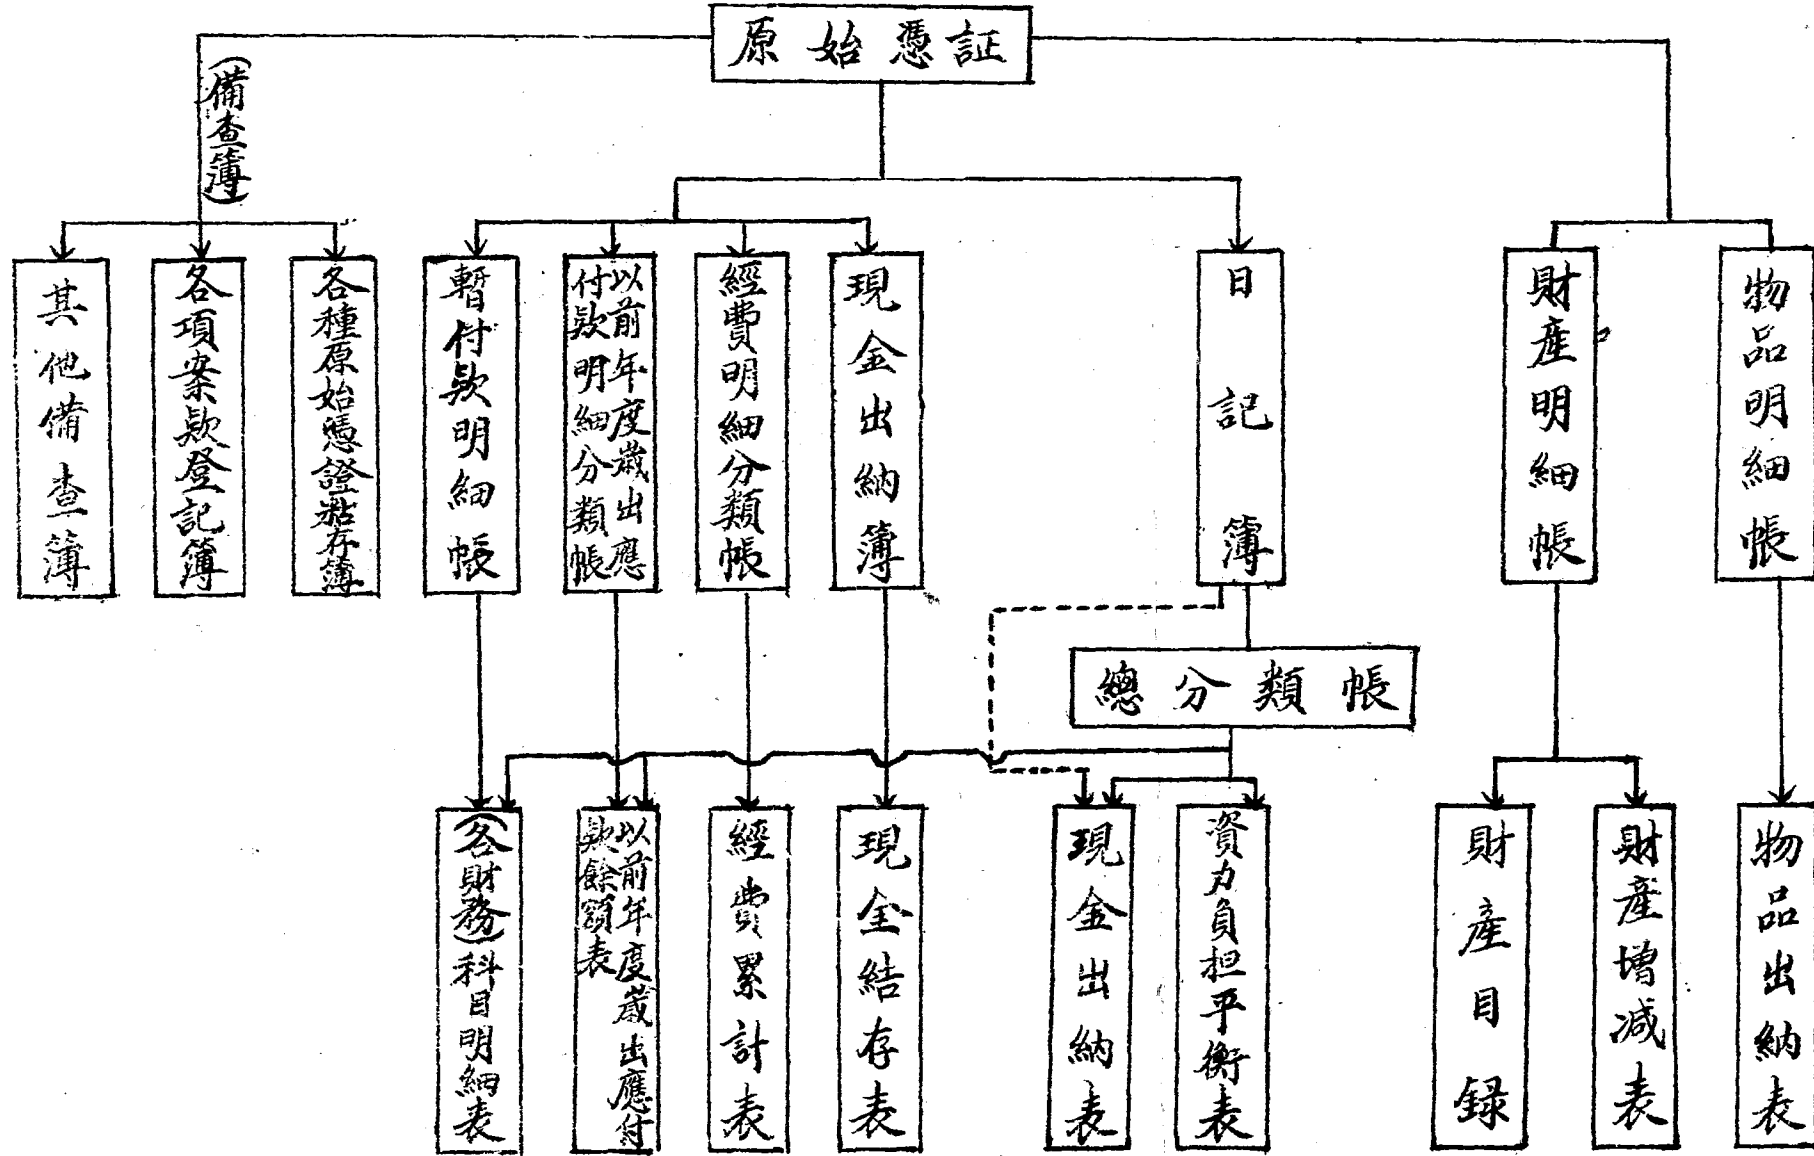 原始憑証
(備查簿)
其他備查簿
各項案款登記簿
各種原始憑證黏存簿
暫付款明細帳
以前年度歲出應
付款明細分類帳
經費明細分類帳
現金出納簿
日記簿
財產明細帳
物品明細帳
總分類帳
(各財務)科目明細表
以前年度歲出應付
款餘額表
經費累計表
現金結存表
現金出納表
資力負担平衡表
財產目録
財產增減表
物品出納表